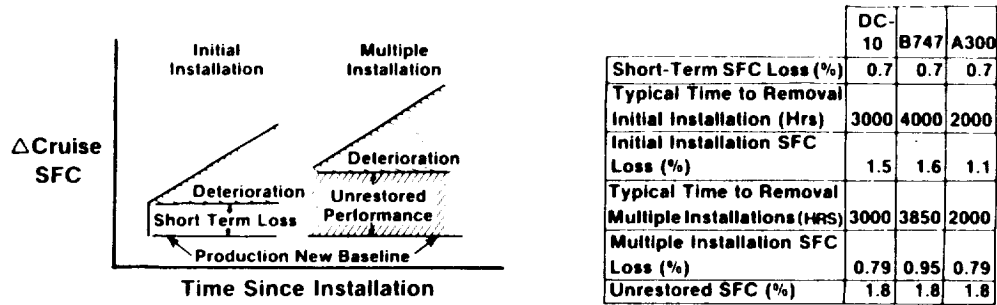 Initial
Installation
Multiple
Installation
△Cruise
SFC
Deterioration
Short Term Loss
Deterioration
Unrestored
Performance
Production New Baseline
Time Since Installation
DC-
10 B747 A300
Short-Term SFC Loss (%) 0.7 0.7 0.7
Typical Time to Removal
Initial Installation (Hrs) 3000 4000 2000
Initial Installation SFC
Loss (%) 1.5 1.6 1.1
Typical Time to Removal
Multiple Installations (HRS) 3000 3850 2000
Multiple Installation SFC
Loss (%) 0.79 0.95 0.79
Unrestored SFC (%) 1.8 1.8 1.8